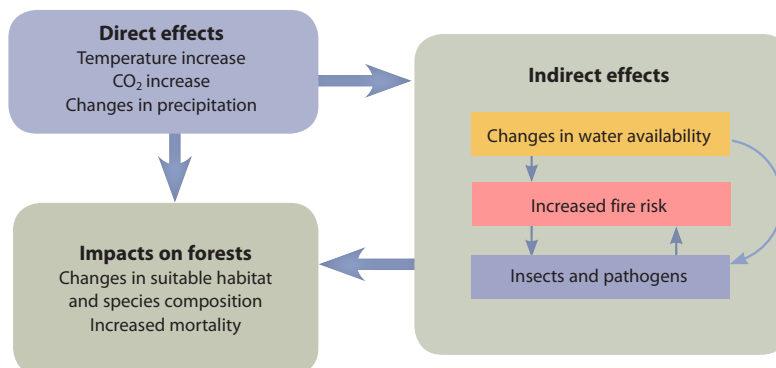 Direct effects
Temperature increase
CO₂ increase
Changes in precipitation
Indirect effects
Changes in water availability
Increased fire risk
Insects and pathogens
Impacts on forests
Changes in suitable habitat
and species composition
Increased mortality